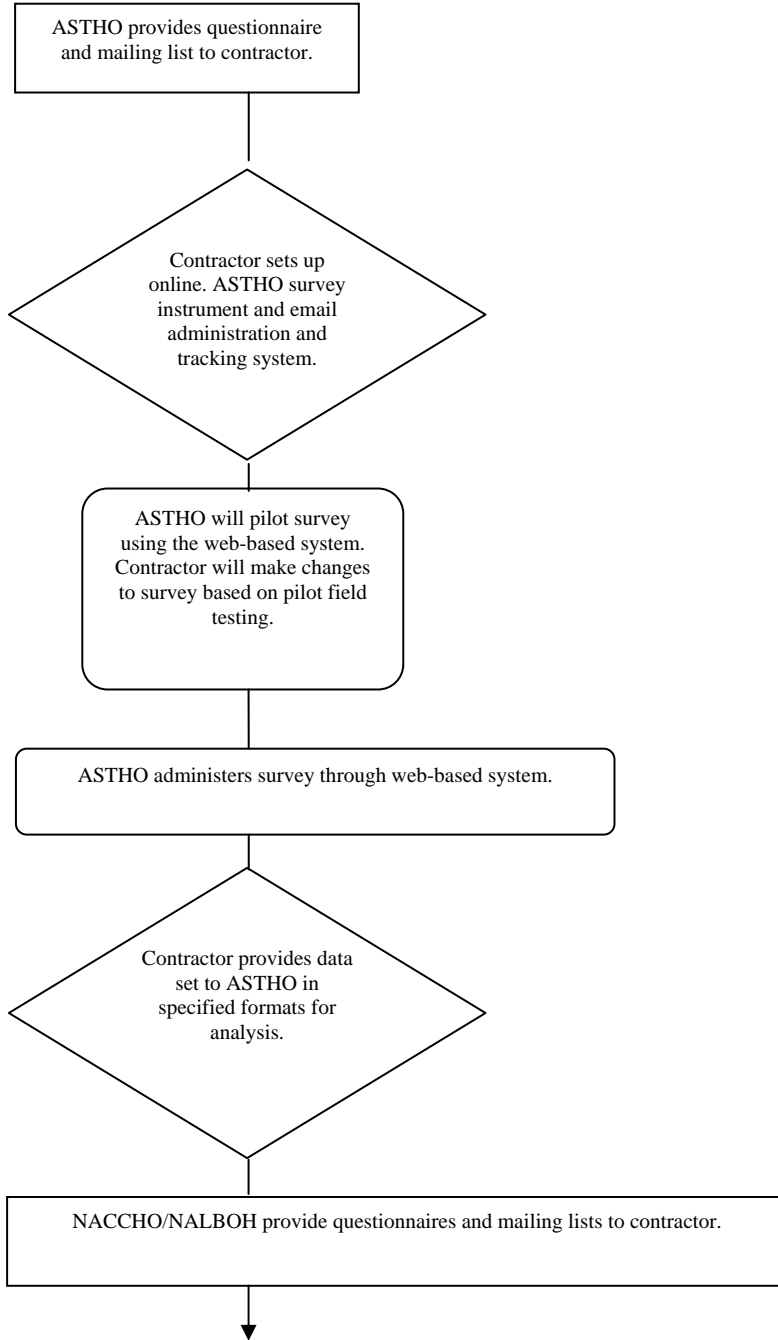 ASTHO provides questionnaire
and mailing list to contractor.
Contractor sets up
online. ASTHO survey
instrument and email
administration and
tracking system.
ASTHO will pilot survey
using the web-based system.
Contractor will make changes
to survey based on pilot field
testing.
ASTHO administers survey through web-based system.
Contractor provides data
set to ASTHO in
specified formats for
analysis.
NACCHO/NALBOH provide questionnaires and mailing lists to contractor.